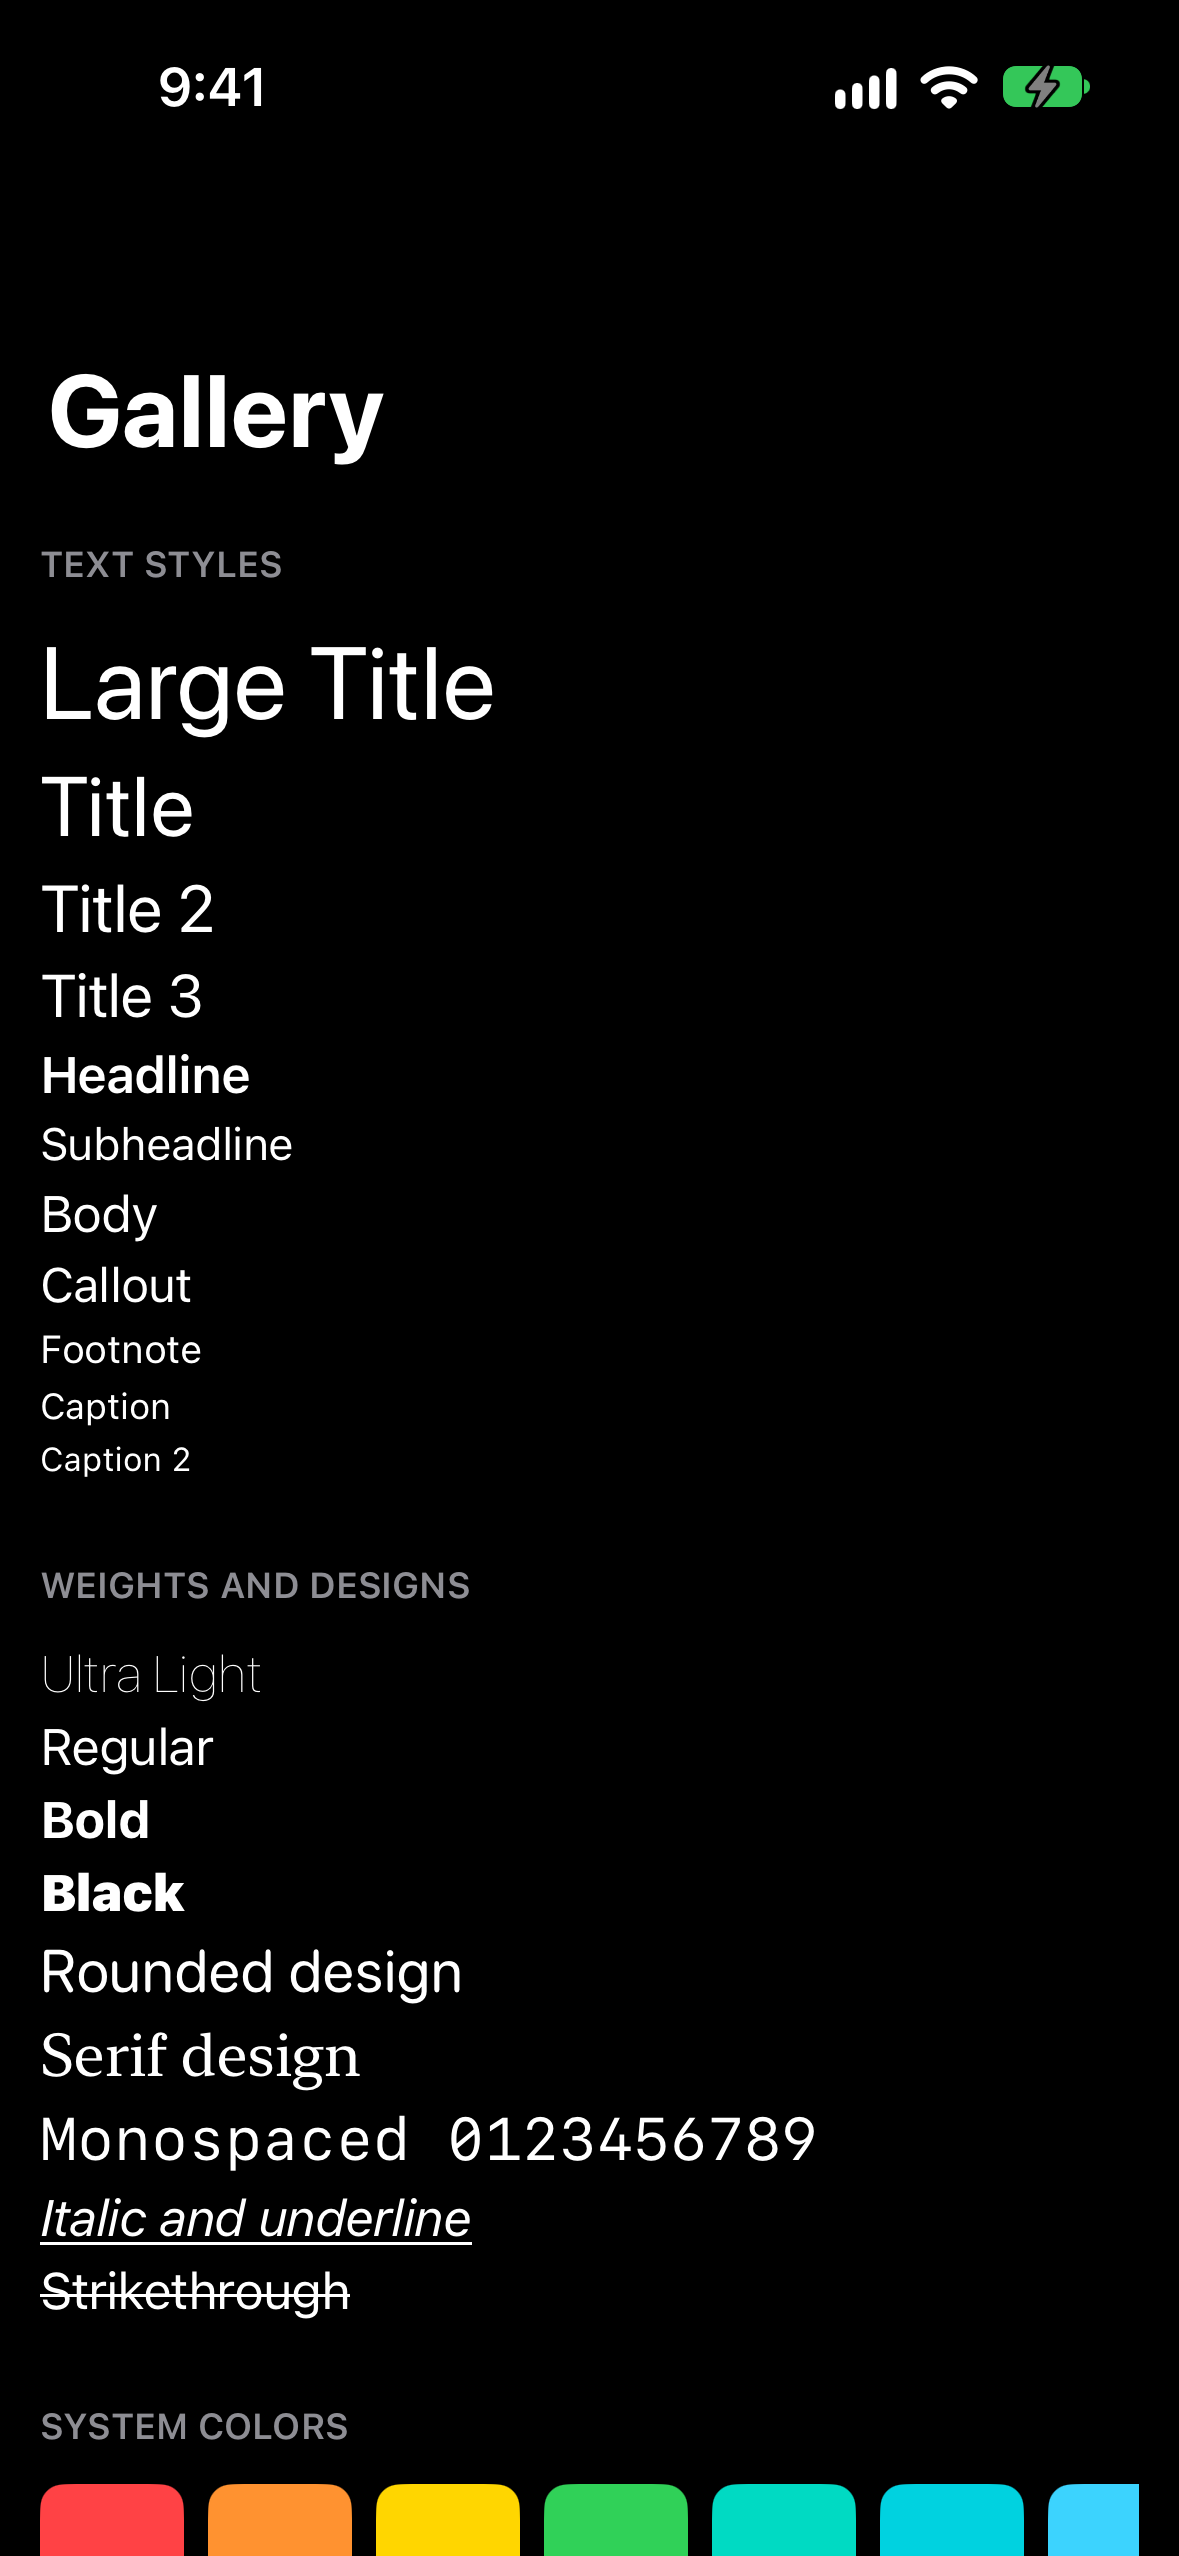 9:41
Gallery
TEXT STYLES
Large Title
Title
Title 2
Title 3
Headline
Subheadline
Body
Callout
Footnote
Caption
Caption 2
WEIGHTS AND DESIGNS
Ultra Light
Regular
Bold
Black
Rounded design
Serif design
Monospaced 0123456789
Italic and underline
Strikethrough
SYSTEM COLORS